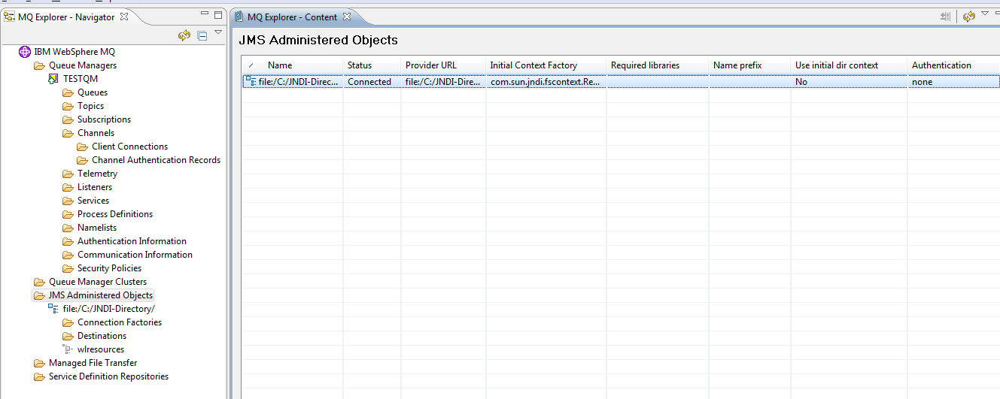 MQ Explorer - Navigator
IBM WebSphere MQ
Queue Managers
TESTQM
Queues
Topics
Subscriptions
Channels
Client Connections
Channel Authentication Records
Telemetry
Listeners
Services
Process Definitions
Namelists
Authentication Information
Communication Information
Security Policies
Queue Manager Clusters
JMS Administered Objects
file:/C:/JNDI-Directory/
Connection Factories
Destinations
wlresources
Managed File Transfer
Service Definition Repositories
MQ Explorer - Content
JMS Administered Objects
Name Status Provider URL Initial Context Factory Required libraries Name prefix Use initial dir context Authentication
file:/C:/JNDI-Direc... Connected file:/C:/JNDI-Dire... com.sun.jndi.fscontext.Re... No none